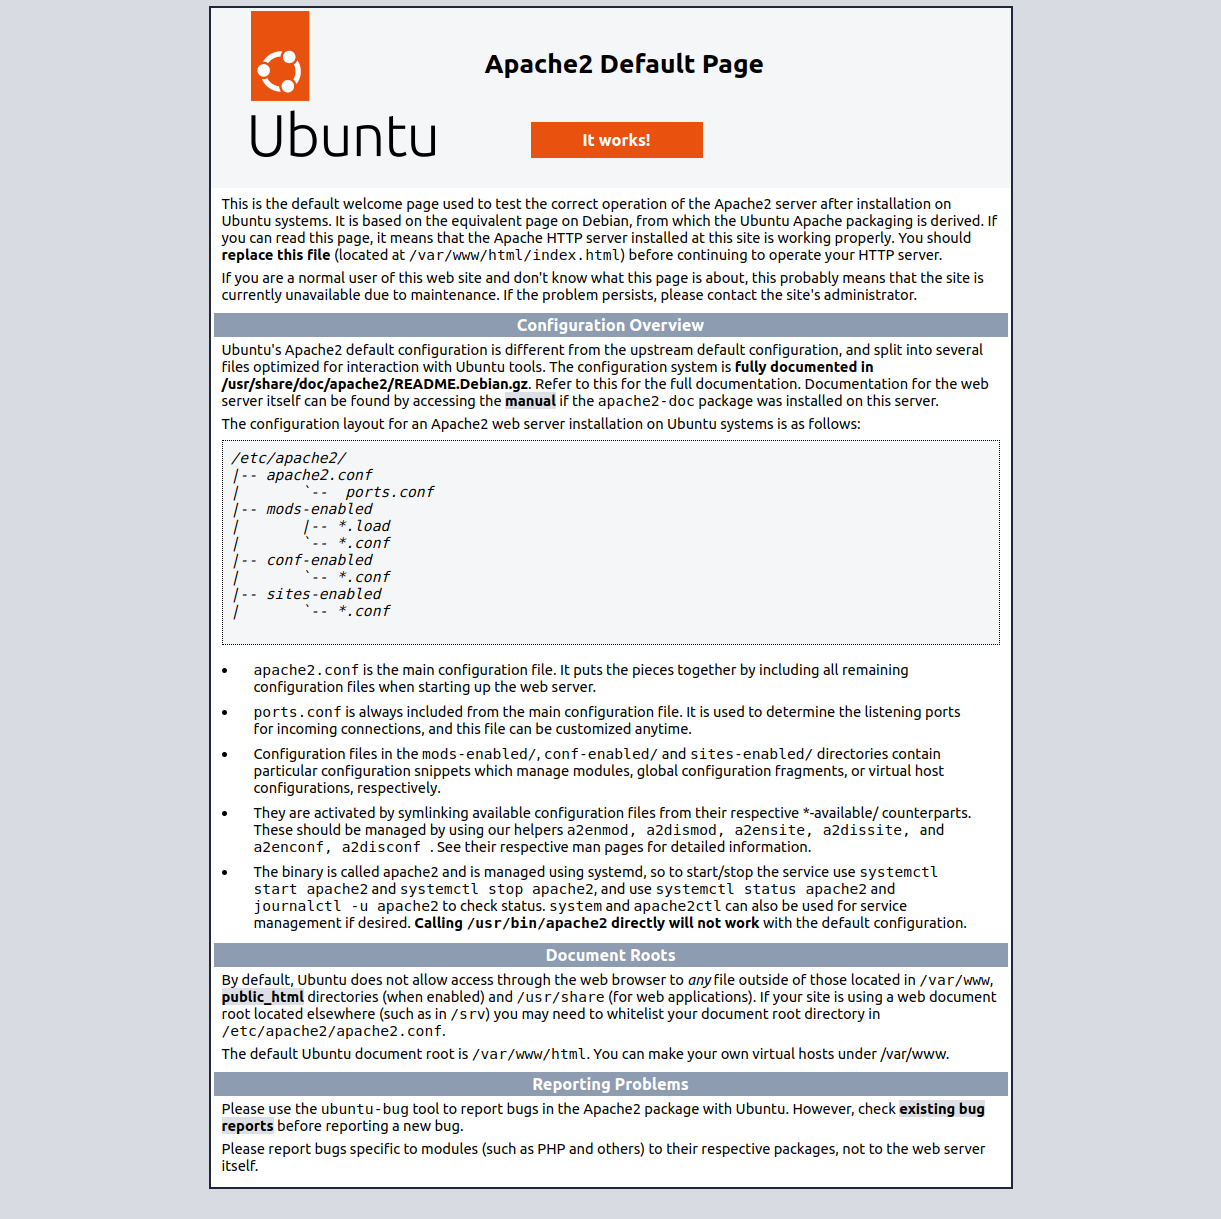 Apache2 Default Page
Ubuntu
It works!
This is the default welcome page used to test the correct operation of the Apache2 server after installation on
Ubuntu systems. It is based on the equivalent page on Debian, from which the Ubuntu Apache packaging is derived. If
you can read this page, it means that the Apache HTTP server installed at this site is working properly. You should
replace this file (located at /var/www/html/index.html) before continuing to operate your HTTP server.
If you are a normal user of this web site and don't know what this page is about, this probably means that the site is
currently unavailable due to maintenance. If the problem persists, please contact the site's administrator.
Configuration Overview
Ubuntu's Apache2 default configuration is different from the upstream default configuration, and split into several
files optimized for interaction with Ubuntu tools. The configuration system is fully documented in
/usr/share/doc/apache2/README.Debian.gz. Refer to this for the full documentation. Documentation for the web
server itself can be found by accessing the manual if the apache2-doc package was installed on this server.
The configuration layout for an Apache2 web server installation on Ubuntu systems is as follows:
/etc/apache2/
|-- apache2.conf
|       `--  ports.conf
|-- mods-enabled
|       |-- *.load
|       `-- *.conf
|-- conf-enabled
|       `-- *.conf
|-- sites-enabled
|       `-- *.conf
• apache2.conf is the main configuration file. It puts the pieces together by including all remaining
configuration files when starting up the web server.
• ports.conf is always included from the main configuration file. It is used to determine the listening ports
for incoming connections, and this file can be customized anytime.
• Configuration files in the mods-enabled/, conf-enabled/ and sites-enabled/ directories contain
particular configuration snippets which manage modules, global configuration fragments, or virtual host
configurations, respectively.
• They are activated by symlinking available configuration files from their respective *-available/ counterparts.
These should be managed by using our helpers a2enmod, a2dismod, a2ensite, a2dissite, and
a2enconf, a2disconf . See their respective man pages for detailed information.
• The binary is called apache2 and is managed using systemd, so to start/stop the service use systemctl
start apache2 and systemctl stop apache2, and use systemctl status apache2 and
journalctl -u apache2 to check status. system and apache2ctl can also be used for service
management if desired. Calling /usr/bin/apache2 directly will not work with the default configuration.
Document Roots
By default, Ubuntu does not allow access through the web browser to any file outside of those located in /var/www,
public_html directories (when enabled) and /usr/share (for web applications). If your site is using a web document
root located elsewhere (such as in /srv) you may need to whitelist your document root directory in
/etc/apache2/apache2.conf.
The default Ubuntu document root is /var/www/html. You can make your own virtual hosts under /var/www.
Reporting Problems
Please use the ubuntu-bug tool to report bugs in the Apache2 package with Ubuntu. However, check existing bug
reports before reporting a new bug.
Please report bugs specific to modules (such as PHP and others) to their respective packages, not to the web server
itself.